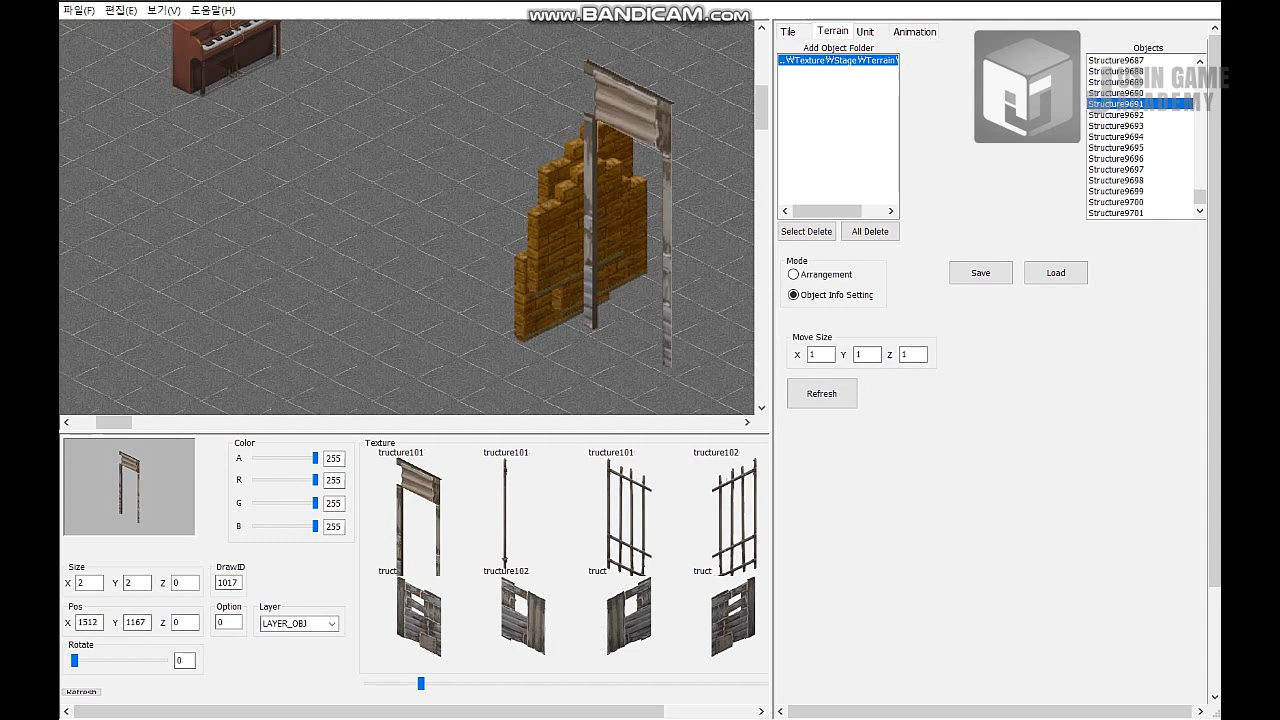 파일(F) 편집(E) 보기(V) 도움말(H)
www.BANDICAM.com
Tile Terrain Unit Animation
Add Object Folder
..₩Texture₩Stage₩Terrain₩
Select Delete All Delete
Objects
Structure9687
Structure9688
Structure9689
Structure9690
Structure9691
Structure9692
Structure9693
Structure9694
Structure9695
Structure9696
Structure9697
Structure9698
Structure9699
Structure9700
Structure9701
GAME
Mode
Arrangement
Object Info Setting
Save Load
Move Size
X 1 Y 1 Z 1
Refresh
Color
A 255
R 255
G 255
B 255
Size
X 2 Y 2 Z 0
DrawID
1017
Pos
X 1512 Y 1167 Z 0
Option
0
Layer
LAYER_OBJ
Rotate
0
Refresh
Texture
tructure101 tructure101 tructure101 tructure102
truct tructure102 truct truct